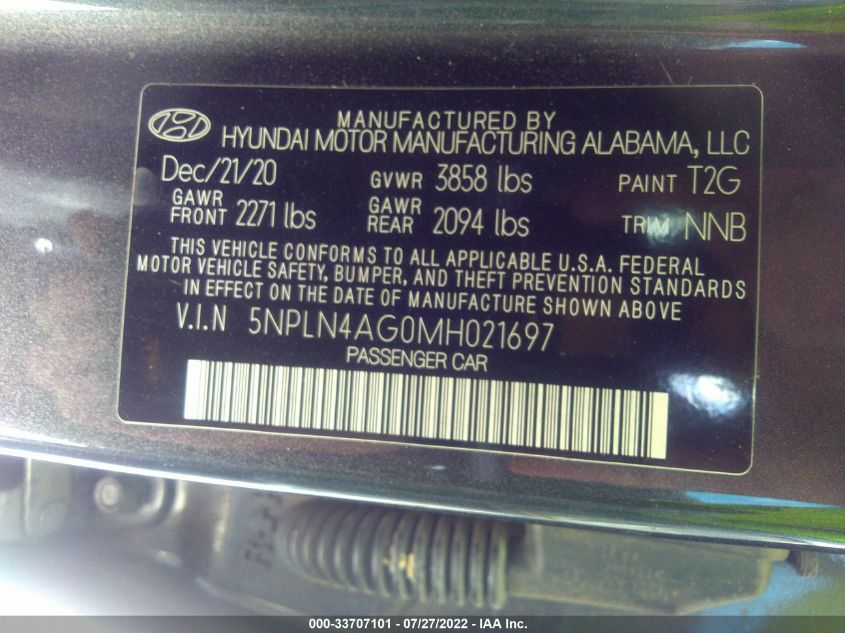 MANUFACTURED BY
HYUNDAI MOTOR MANUFACTURING ALABAMA, LLC
Dec/21/20 GVWR 3858 lbs PAINT T2G
GAWR FRONT 2271 lbs GAWR REAR 2094 lbs TRIM NNB
THIS VEHICLE CONFORMS TO ALL APPLICABLE U.S.A. FEDERAL
MOTOR VEHICLE SAFETY, BUMPER, AND THEFT PREVENTION STANDARDS
IN EFFECT ON THE DATE OF MANUFACTURE SHOWN ABOVE
V.I.N 5NPLN4AG0MH021697
PASSENGER CAR
000-33707101 - 07/27/2022 - IAA Inc.